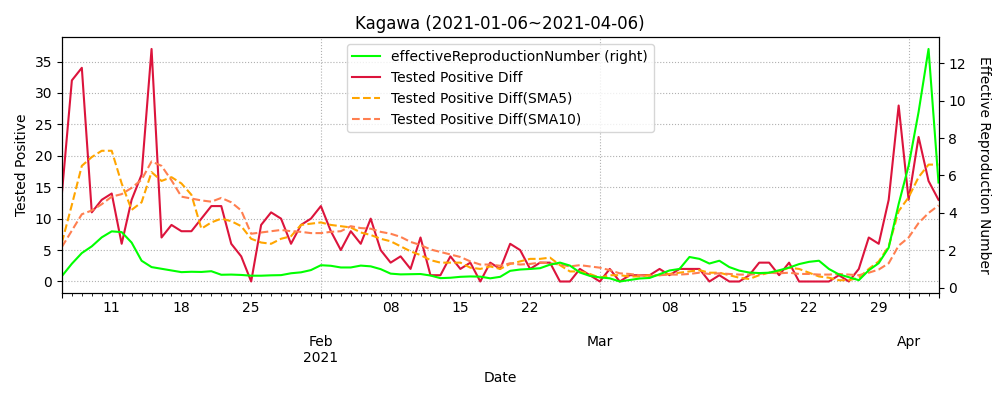 Kagawa (2021-01-06~2021-04-06)
effectiveReproductionNumber (right)
Tested Positive Diff
Tested Positive Diff(SMA5)
Tested Positive Diff(SMA10)
Tested Positive
35
30
25
20
15
10
5
0
Effective Reproduction Number
12
10
8
6
4
2
0
11 18 25 08 15 22 08 15 22 29
Feb Mar Apr
2021
Date